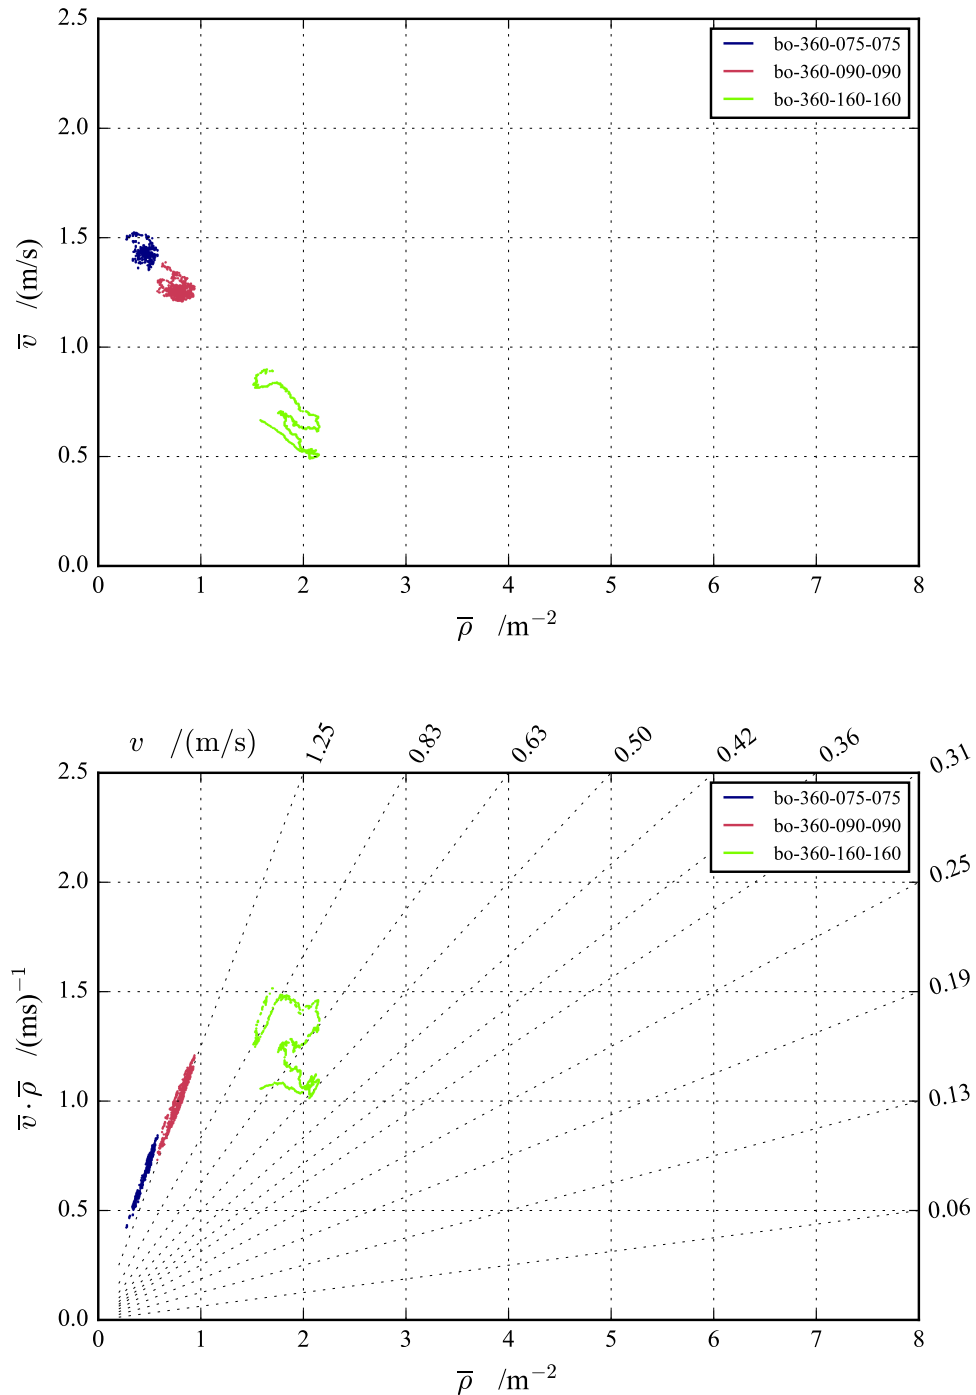 2.5
bo-360-075-075
bo-360-090-090
bo-360-160-160
2.0
1.5
1.0
0.5
0.0
v̅ /(m/s)
0 1 2 3 4 5 6 7 8
ρ̅ /m⁻²
v /(m/s) 1.25 0.83 0.63 0.50 0.42 0.36 0.31
2.5
bo-360-075-075
bo-360-090-090
bo-360-160-160
2.0 0.25
1.5 0.19
1.0 0.13
0.5 0.06
0.0
v̅ · ρ̅ /(ms)⁻¹
0 1 2 3 4 5 6 7 8
ρ̅ /m⁻²